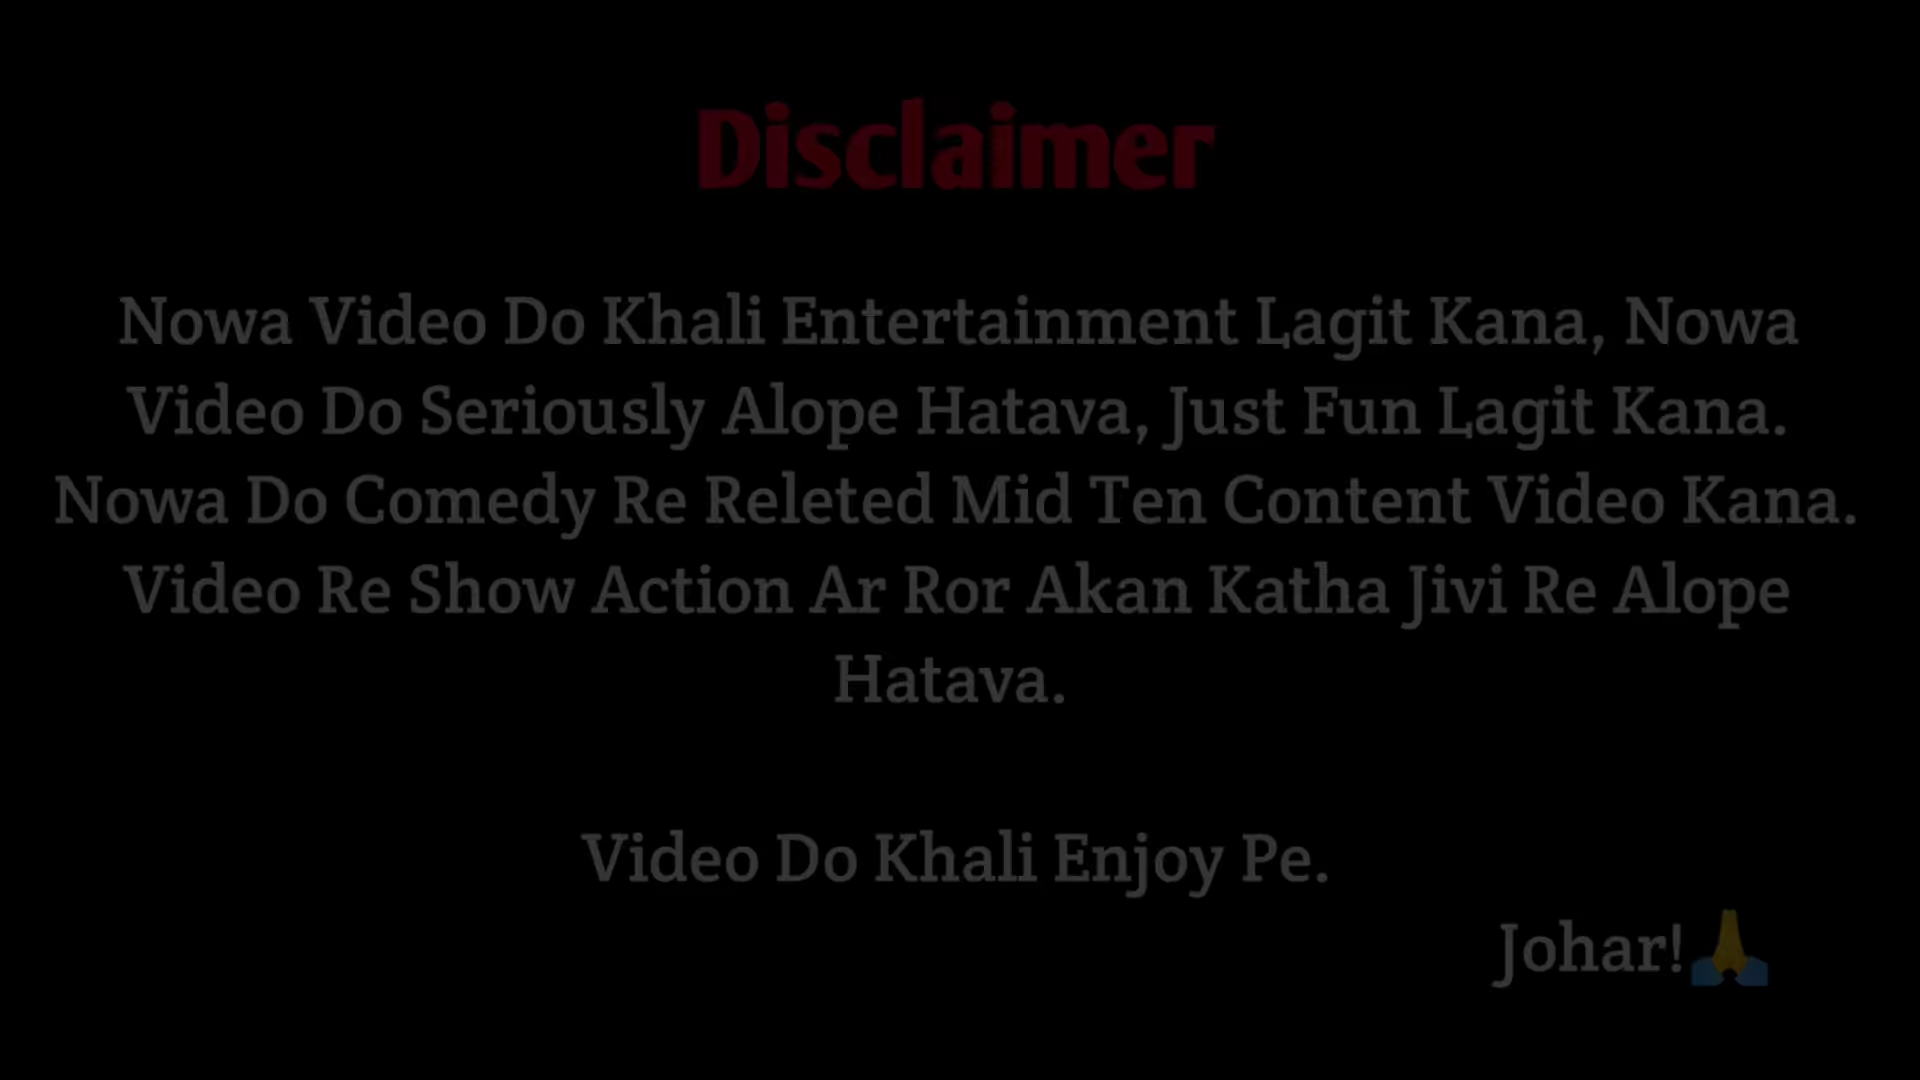 Disclaimer
Nowa Video Do Khali Entertainment Lagit Kana, Nowa
Video Do Seriously Alope Hatava, Just Fun Lagit Kana.
Nowa Do Comedy Re Releted Mid Ten Content Video Kana.
Video Re Show Action Ar Ror Akan Katha Jivi Re Alope
Hatava.
Video Do Khali Enjoy Pe.
Johar!🙏